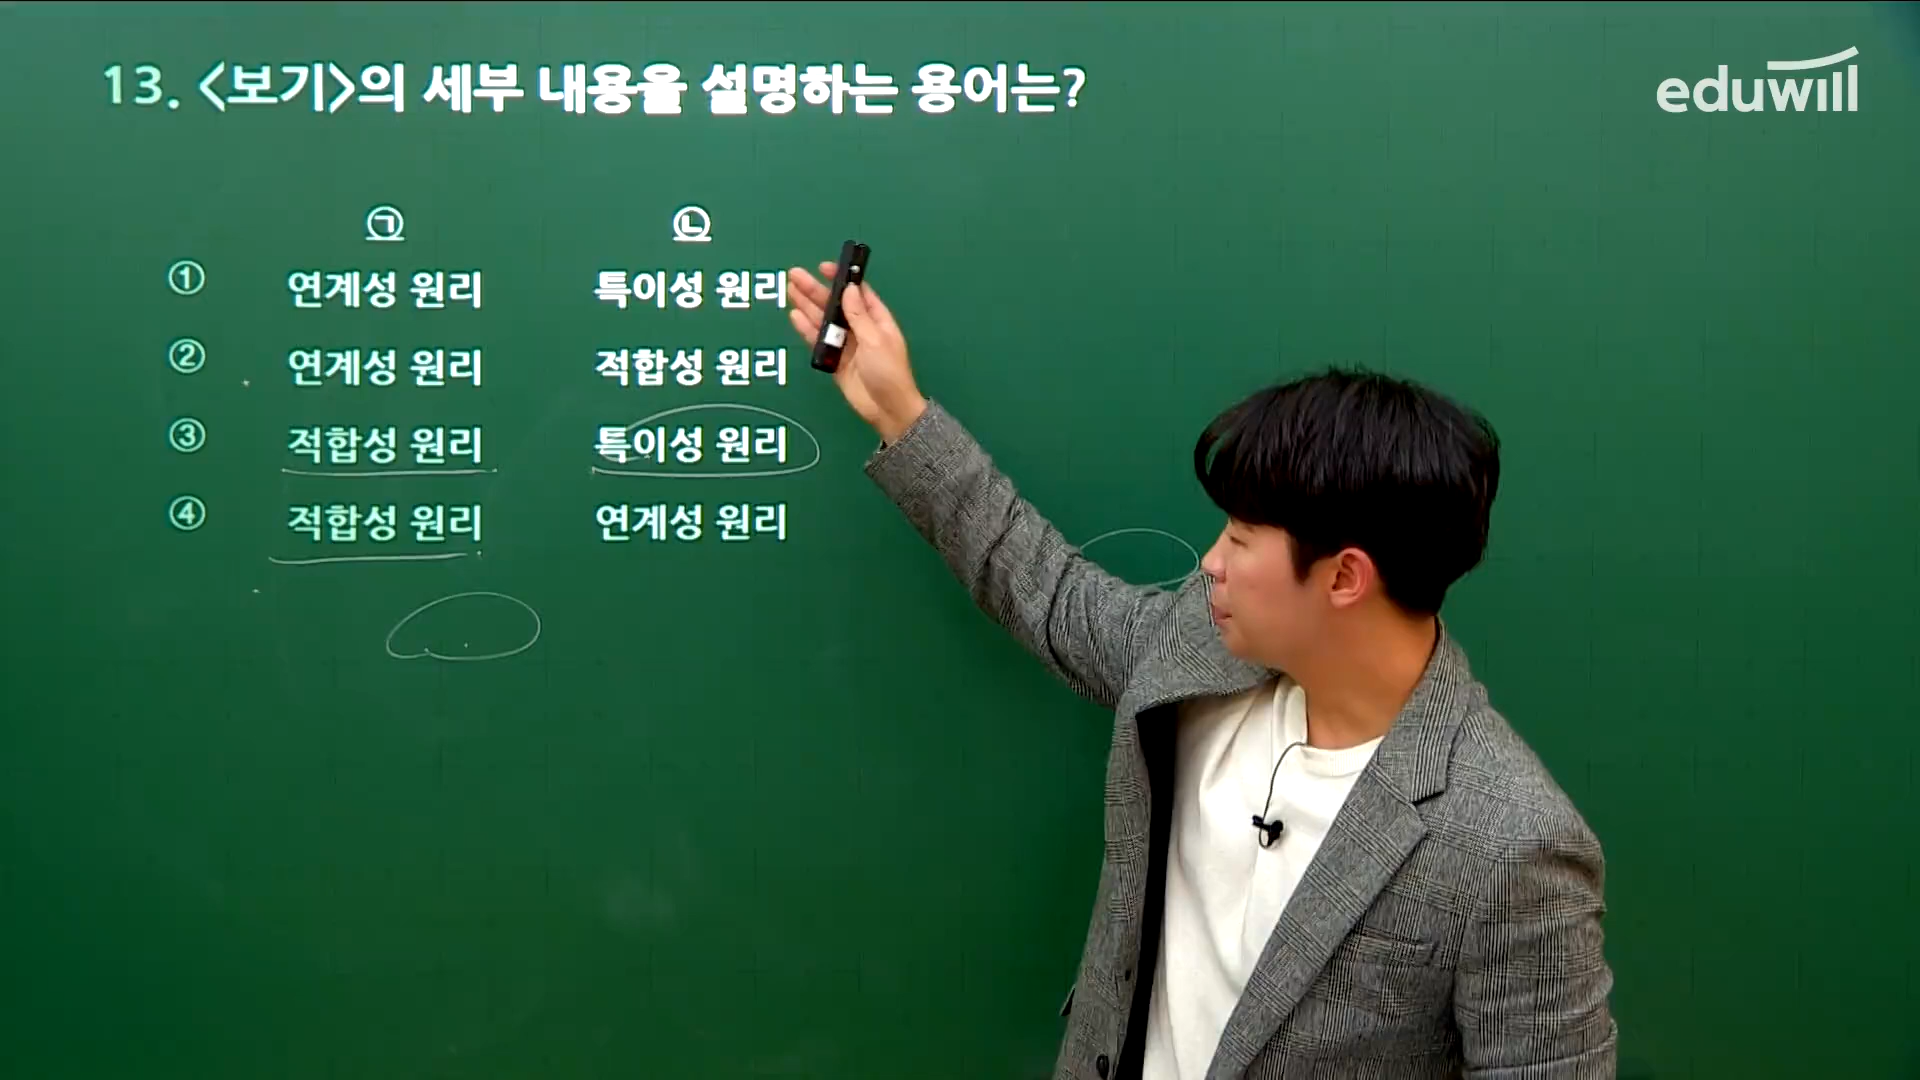 13. <보기>의 세부 내용을 설명하는 용어는?
eduwill
㉠ ㉡
① 연계성 원리 특이성 원리
② 연계성 원리 적합성 원리
③ 적합성 원리 특이성 원리
④ 적합성 원리 연계성 원리